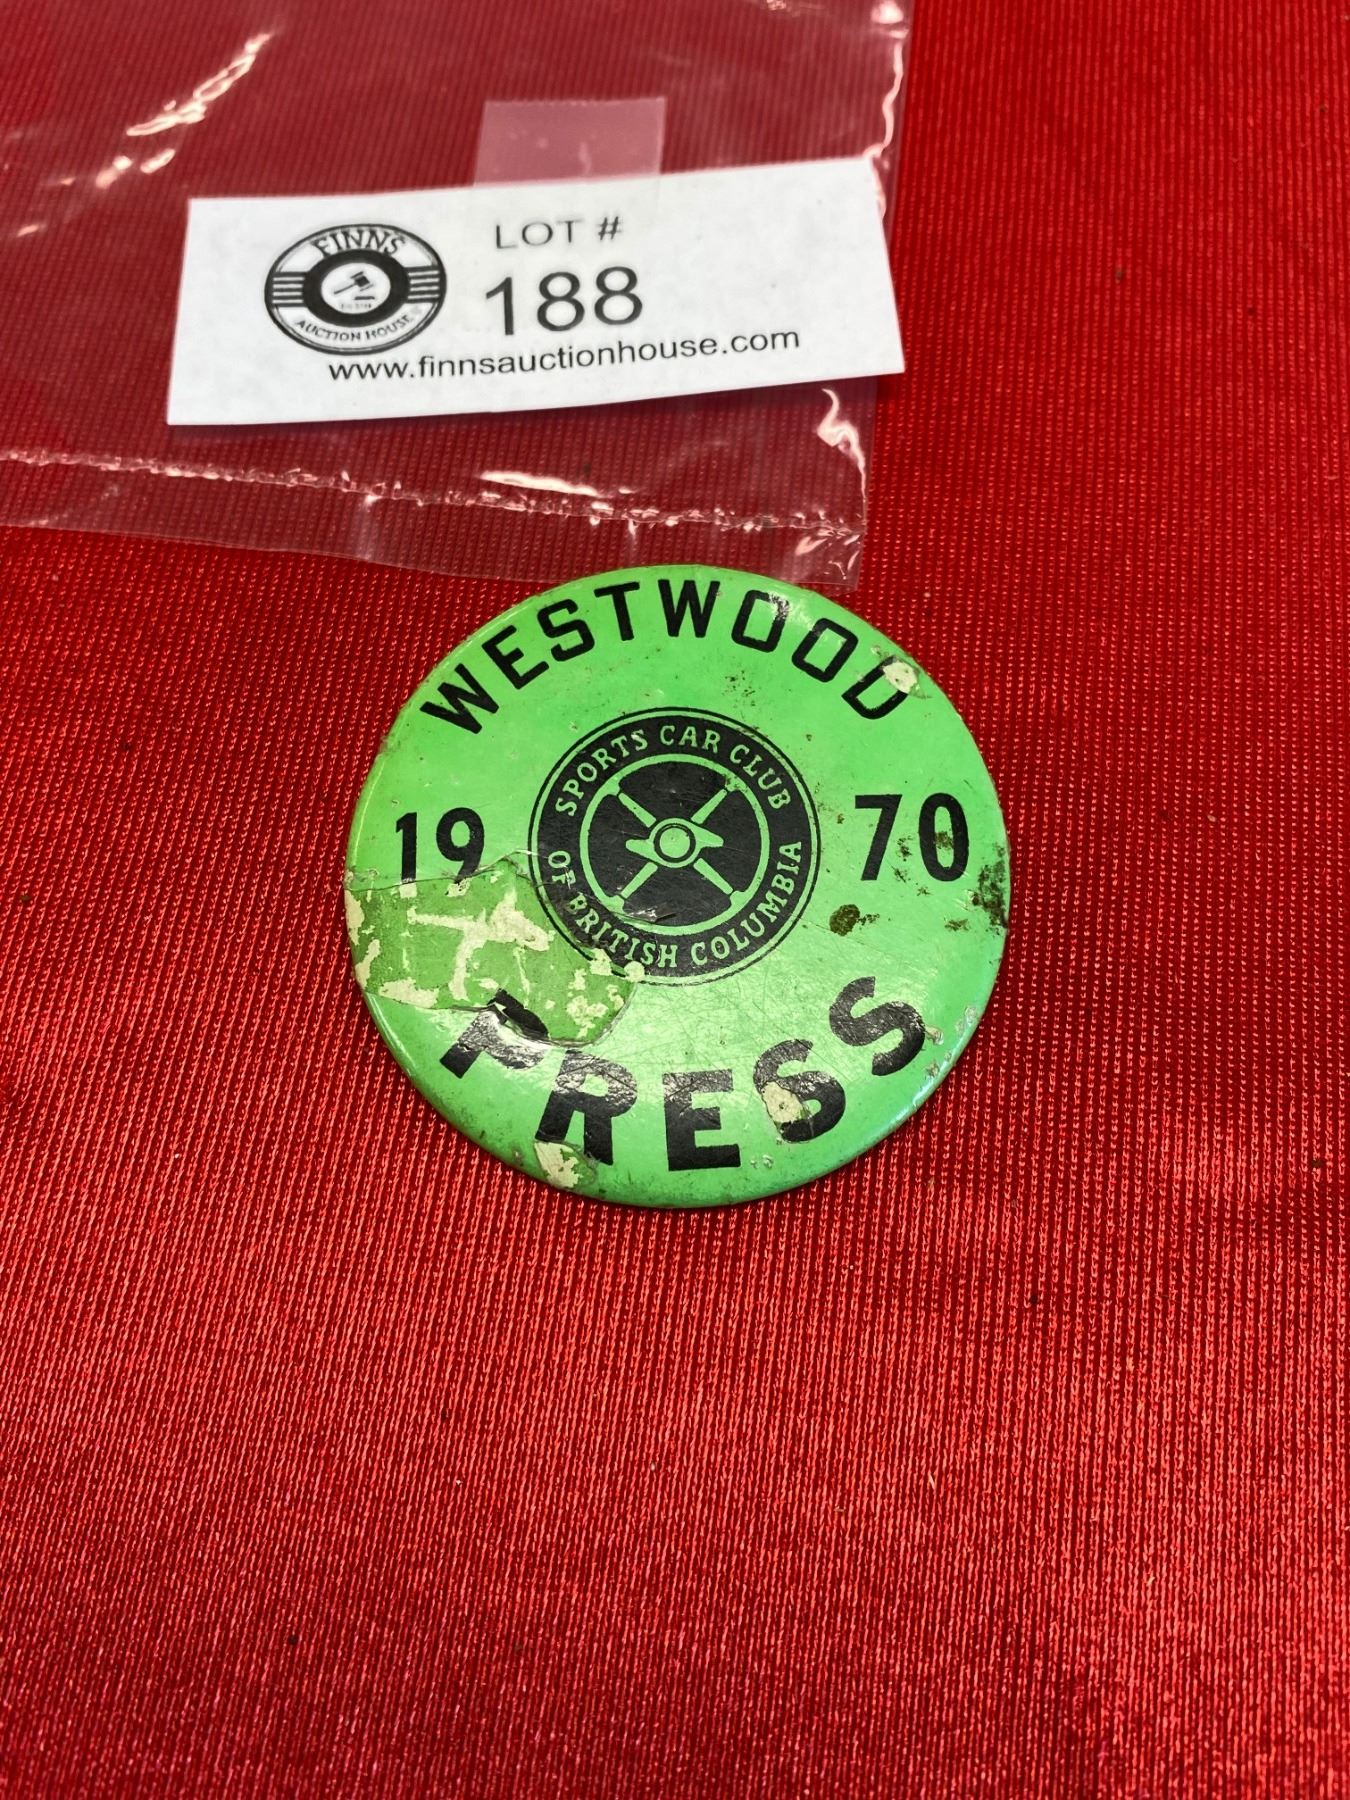 FINNS
AUCTION HOUSE
LOT #
188
www.finnsauctionhouse.com
WESTWOOD
19 70
SPORTS CAR CLUB
OF BRITISH COLUMBIA
PRESS